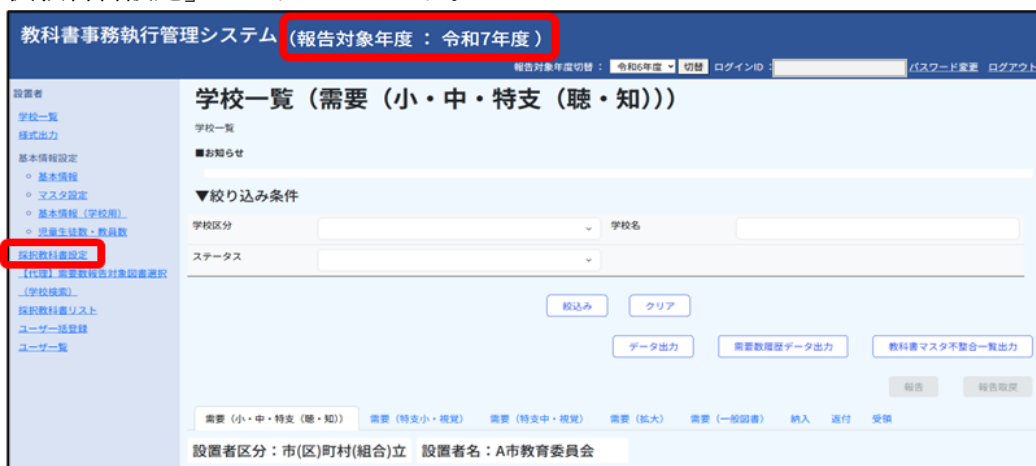 教科書事務執行管理システム（報告対象年度 ： 令和7年度 ）
報告対象年度切替： 令和6年度 切替 ログインID： パスワード変更 ログアウト
設置者
学校一覧
様式出力
基本情報設定
基本情報
マスタ設定
基本情報（学校用）
児童生徒数・教員数
採択教科書設定
【代理】需要数報告対象図書選択
（学校検索）
採択教科書リスト
ユーザー括登録
ユーザー覧
学校一覧（需要（小・中・特支（聴・知）））
学校一覧
■お知らせ
▼絞り込み条件
学校区分 学校名
ステータス
絞込み クリア
データ出力 需要数履歴データ出力 教科書マスタ不整合一覧出力
報告 報告取戻
需要（小・中・特支（聴・知）） 需要（特支小・視覚） 需要（特支中・視覚） 需要（拡大） 需要（一般図書） 納入 返付 受領
設置者区分：市(区)町村(組合)立 設置者名：A市教育委員会